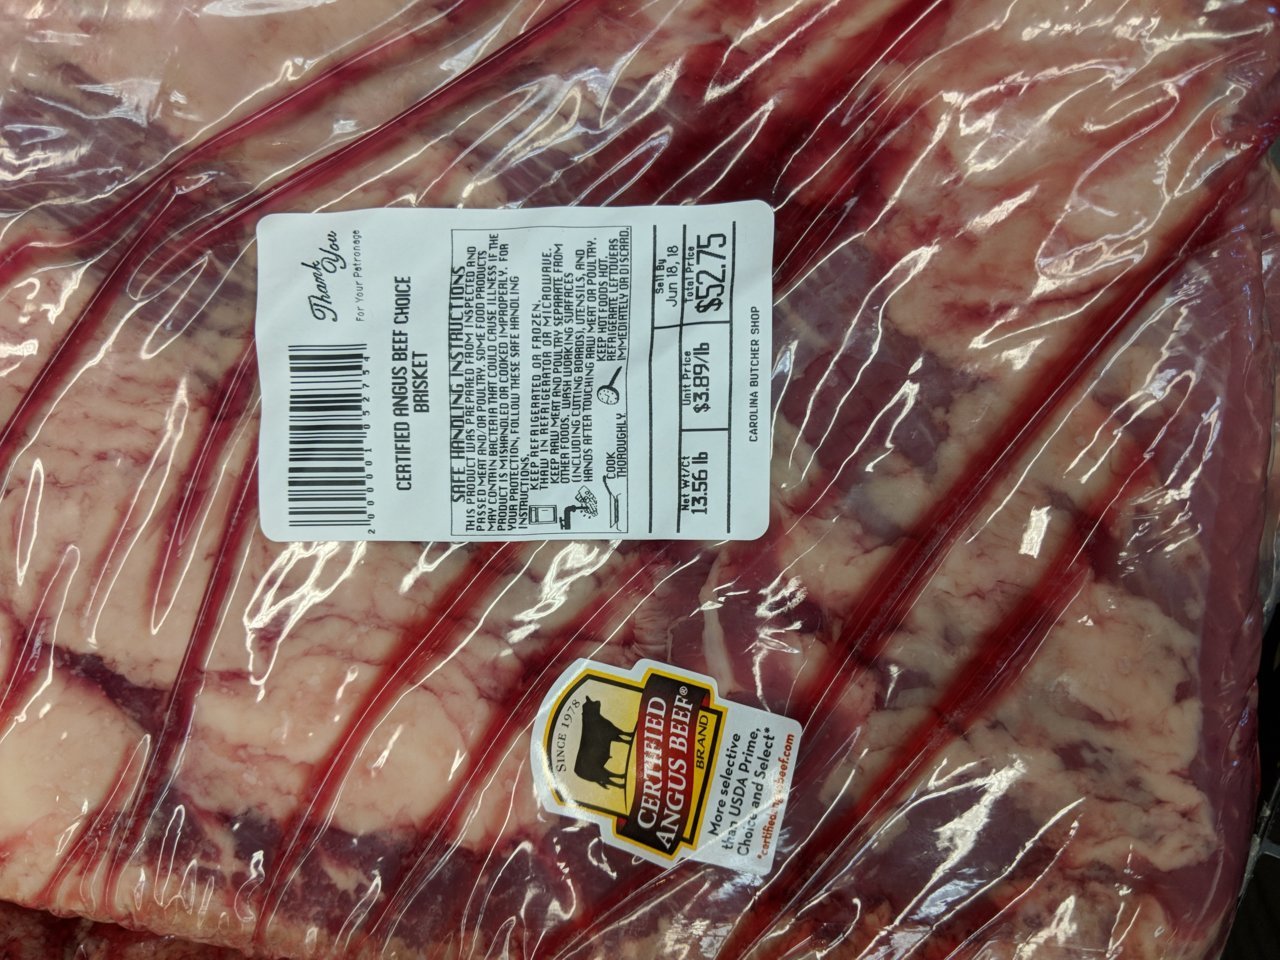 Thank
You
For Your Patronage
2 000001 052754
CERTIFIED ANGUS BEEF CHOICE
BRISKET
SAFE HANDLING INSTRUCTIONS
THIS PRODUCT WAS PREPARED FROM INSPECTED AND
PASSED MEAT AND/OR POULTRY. SOME FOOD PRODUCTS
MAY CONTAIN BACTERIA THAT COULD CAUSE ILLNESS IF THE
PRODUCT IS MISHANDLED OR COOKED IMPROPERLY. FOR
YOUR PROTECTION, FOLLOW THESE SAFE HANDLING
INSTRUCTIONS.
KEEP REFRIGERATED OR FROZEN.
THAW IN REFRIGERATOR OR MICROWAVE.
KEEP RAW MEAT AND POULTRY SEPARATE FROM
OTHER FOODS. WASH WORKING SURFACES
(INCLUDING CUTTING BOARDS), UTENSILS, AND
HANDS AFTER TOUCHING RAW MEAT OR POULTRY.
COOK
THOROUGHLY.
KEEP HOT FOODS HOT.
REFRIGERATE LEFTOVERS
IMMEDIATELY OR DISCARD.
Net Wt/Ct
13.56 lb
Unit Price
$3.89/lb
Sell By
Jun 18, 18
Total Price
$52.75
CAROLINA BUTCHER SHOP
SINCE 1978
CERTIFIED
ANGUS BEEF®
BRAND
More selective
than USDA Prime,
Choice and Select*